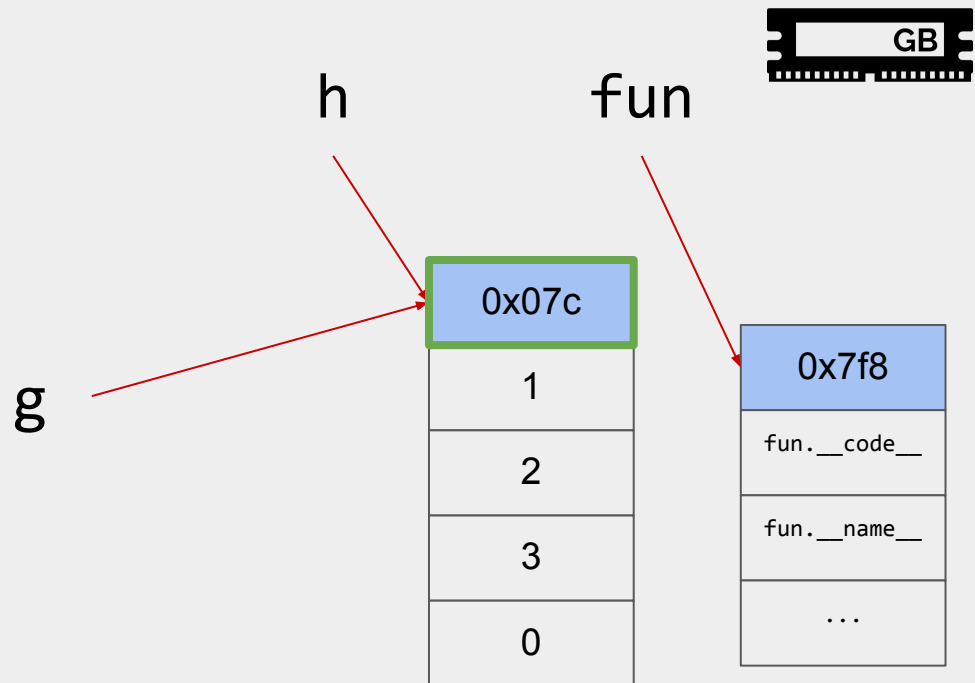 GB
h
fun
g
0x07c
1
2
3
0
0x7f8
fun.__code__
fun.__name__
...